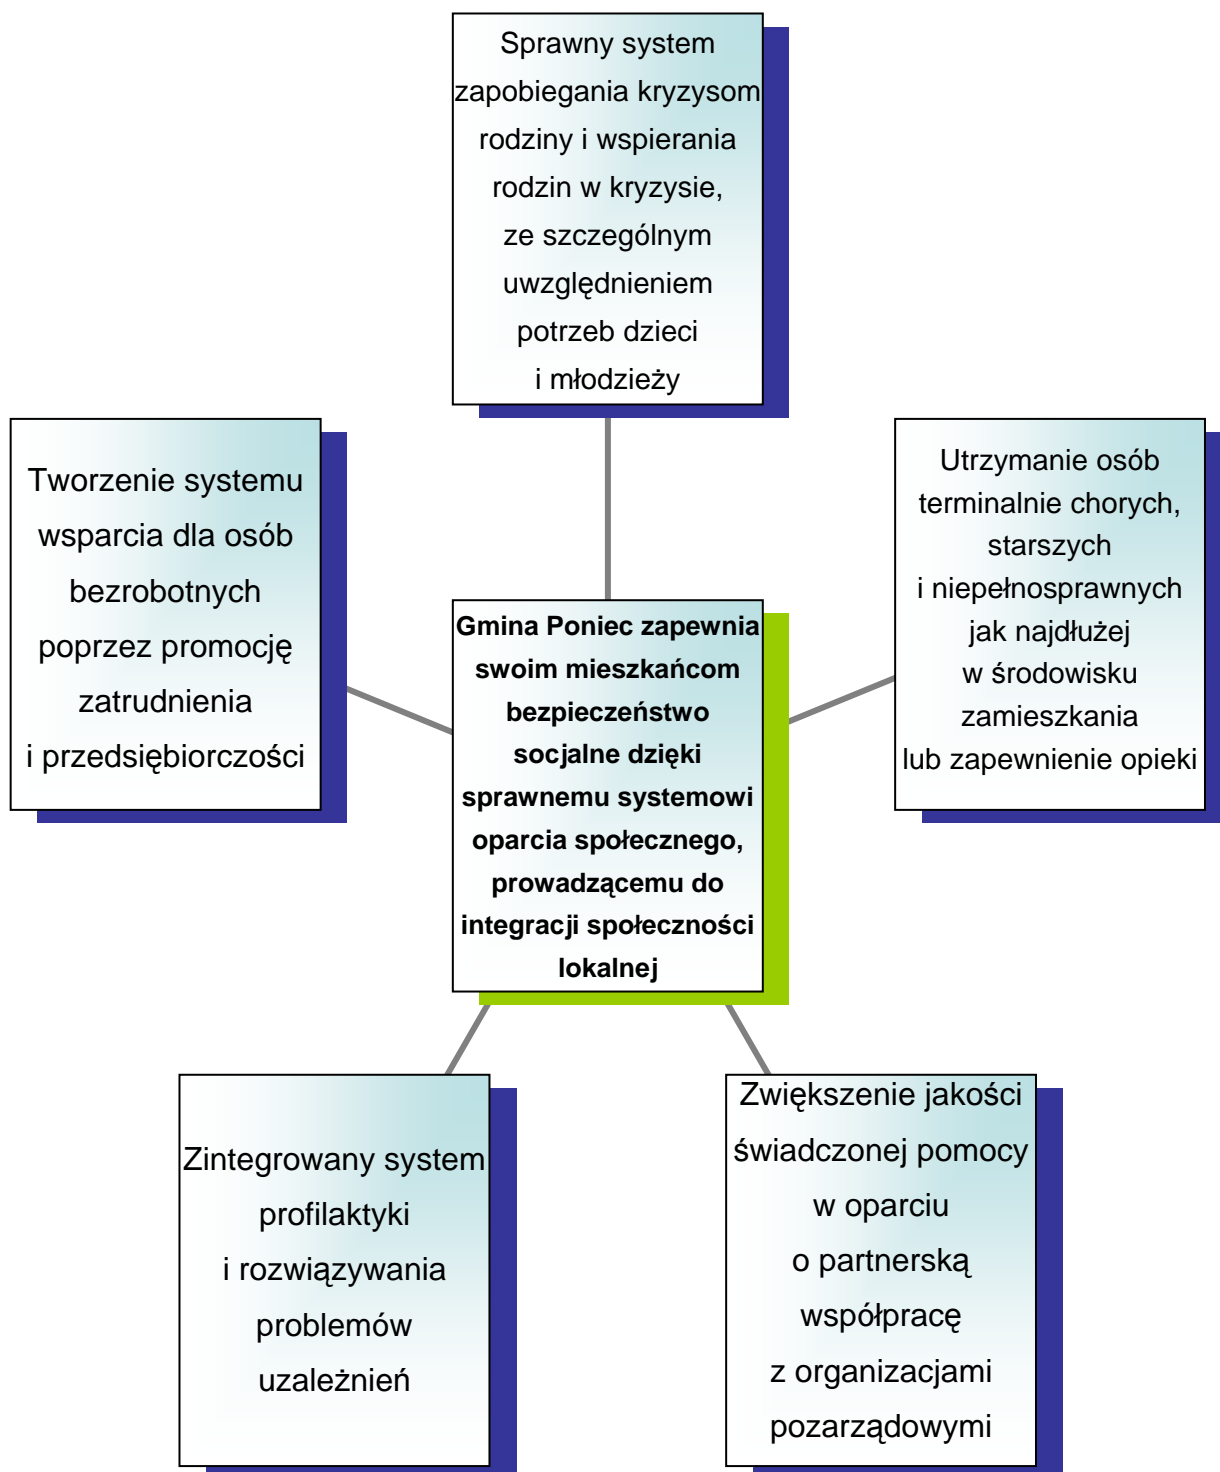 Sprawny system
zapobiegania kryzysom
rodziny i wspierania
rodzin w kryzysie,
ze szczególnym
uwzględnieniem
potrzeb dzieci
i młodzieży
Tworzenie systemu
wsparcia dla osób
bezrobotnych
poprzez promocję
zatrudnienia
i przedsiębiorczości
Utrzymanie osób
terminalnie chorych,
starszych
i niepełnosprawnych
jak najdłużej
w środowisku
zamieszkania
lub zapewnienie opieki
Gmina Poniec zapewnia
swoim mieszkańcom
bezpieczeństwo
socjalne dzięki
sprawnemu systemowi
oparcia społecznego,
prowadzącemu do
integracji społeczności
lokalnej
Zintegrowany system
profilaktyki
i rozwiązywania
problemów
uzależnień
Zwiększenie jakości
świadczonej pomocy
w oparciu
o partnerską
współpracę
z organizacjami
pozarządowymi